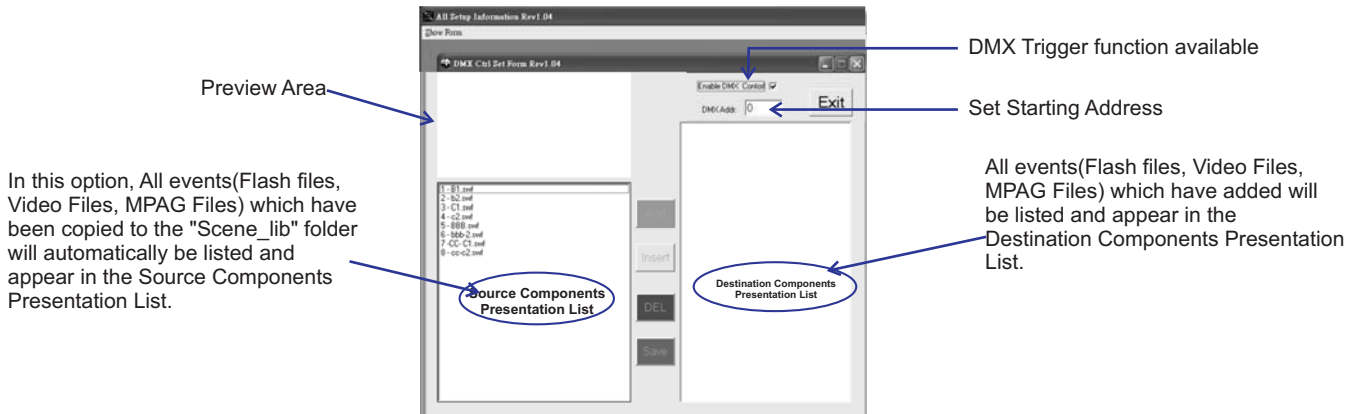 All Setup Information Rev1.04
Show Form
DMX Ctrl Set Form Rev1.04
Enable DMX Contorl
DMX Addr: 0
Exit
DMX Trigger function available
Set Starting Address
Preview Area
In this option, All events(Flash files,
Video Files, MPAG Files) which have
been copied to the "Scene_lib" folder
will automatically be listed and
appear in the Source Components
Presentation List.
1 - B1.swf
2 - b2.swf
3 - C1.swf
4 - c2.swf
5 - BBB.swf
6 - bbb-2.swf
7 -CC- C1.swf
8 - cc-c2.swf
Source Components
Presentation List
Add
Insert
DEL
Save
Destination Components
Presentation List
All events(Flash files, Video Files,
MPAG Files) which have added will
be listed and appear in the
Destination Components Presentation
List.